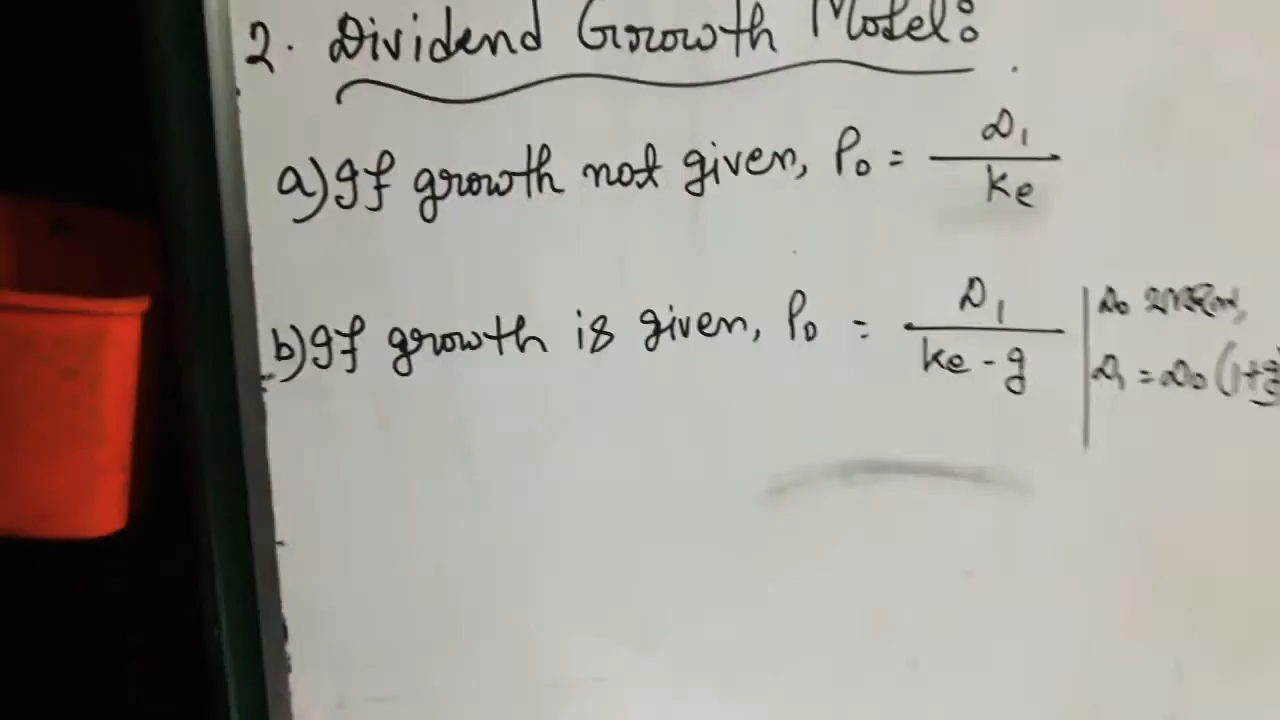 2. Dividend Growth Model:
a) If growth not given, P₀ = D₁ / Ke
b) If growth is given, P₀ = D₁ / Ke - g
D₀
D₁ = D₀ (1+g